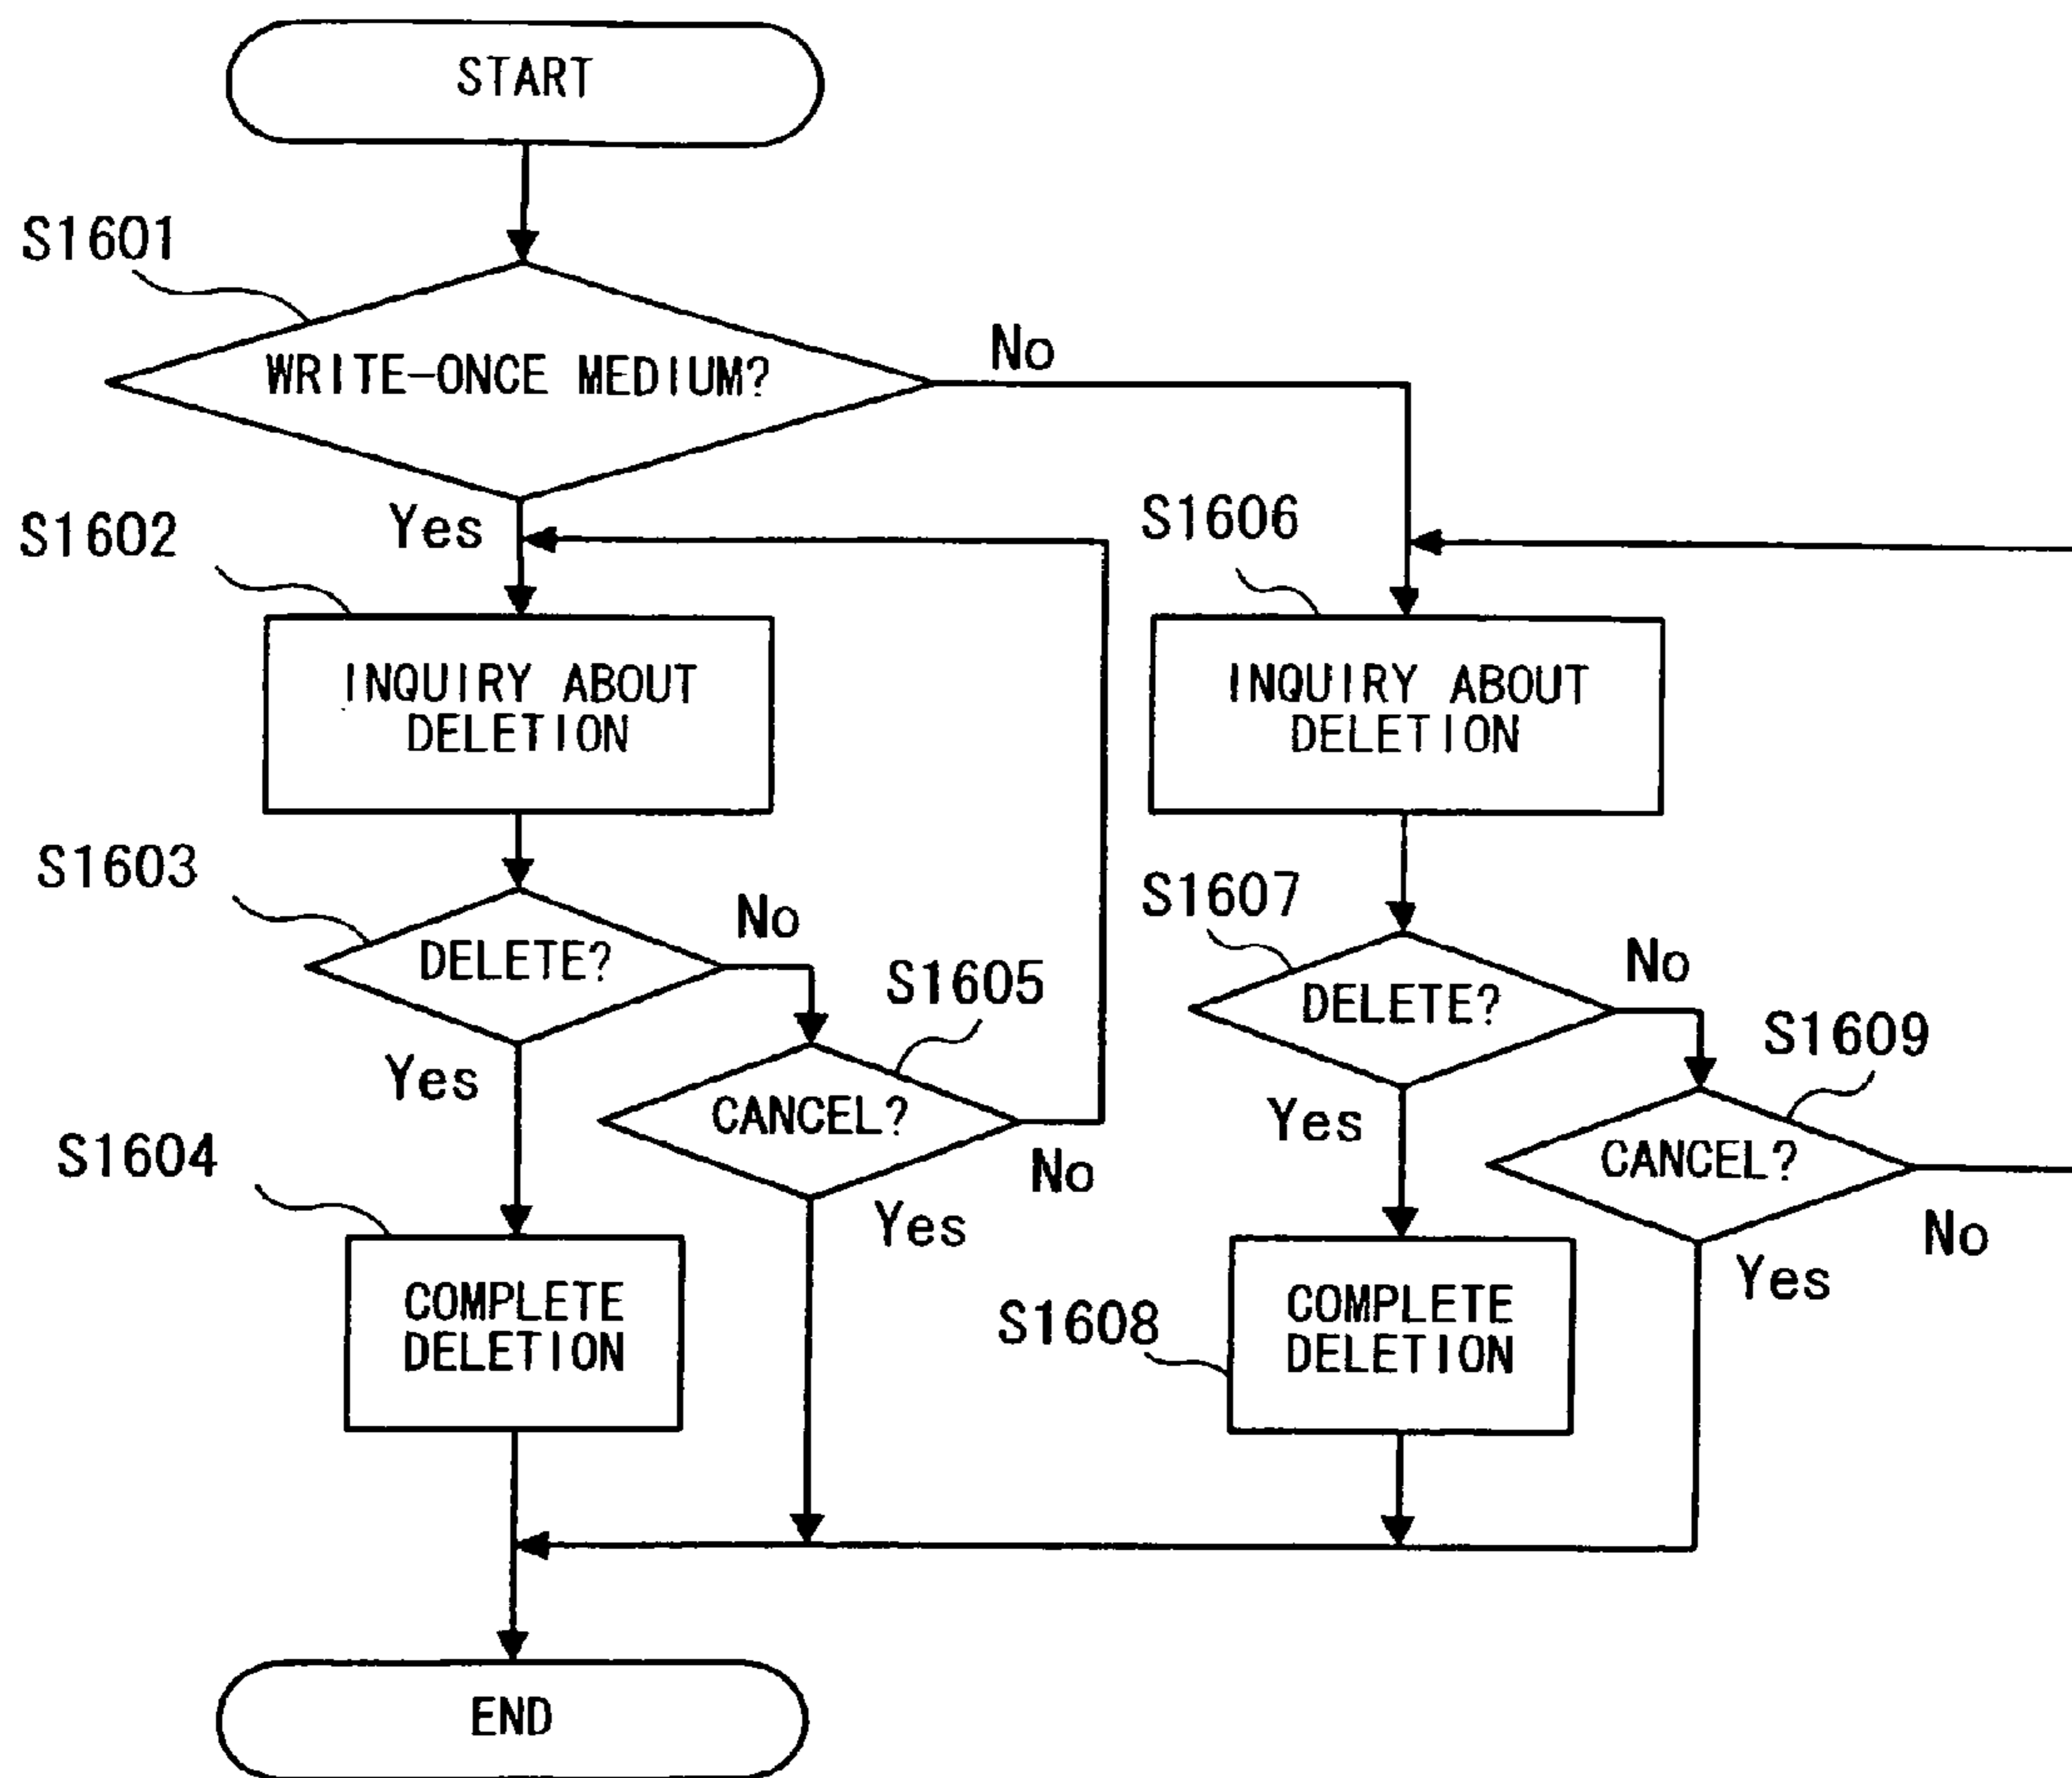 START
S1601
WRITE-ONCE MEDIUM?
No
Yes
S1602
INQUIRY ABOUT
DELETION
S1606
INQUIRY ABOUT
DELETION
S1603
DELETE?
No
Yes
S1605
CANCEL?
No
Yes
S1604
COMPLETE
DELETION
S1607
DELETE?
No
Yes
S1609
CANCEL?
No
Yes
S1608
COMPLETE
DELETION
END